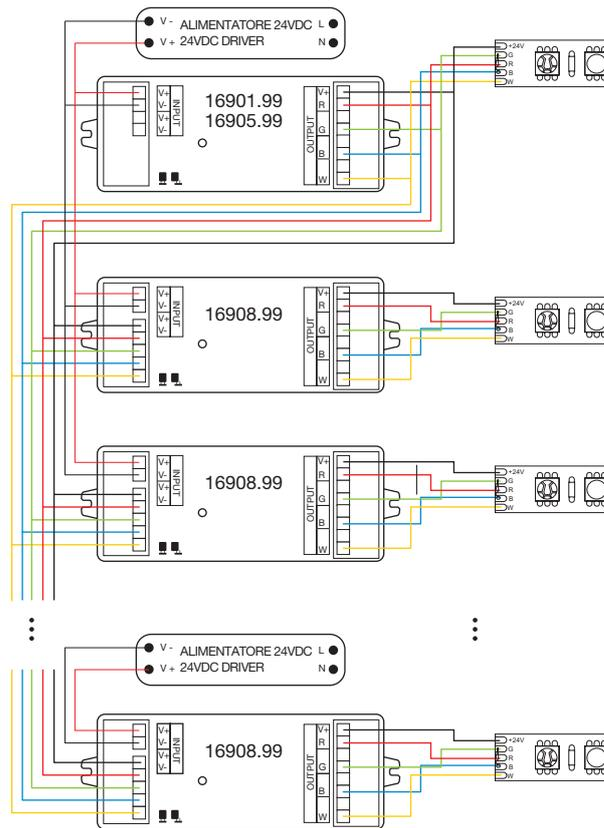 V -
ALIMENTATORE 24VDC
L
V +
24VDC DRIVER
N
+24V
G
R
B
W
V+
V-
V+
V-
INPUT
16901.99
16905.99
OUTPUT
V+
R
G
B
W
V+
V-
V+
V-
INPUT
16908.99
OUTPUT
V+
R
G
B
W
+24V
G
R
B
W
V+
V-
V+
V-
INPUT
16908.99
OUTPUT
V+
R
G
B
W
+24V
G
R
B
W
V -
ALIMENTATORE 24VDC
L
V +
24VDC DRIVER
N
V+
V-
V+
V-
INPUT
16908.99
OUTPUT
V+
R
G
B
W
+24V
G
R
B
W